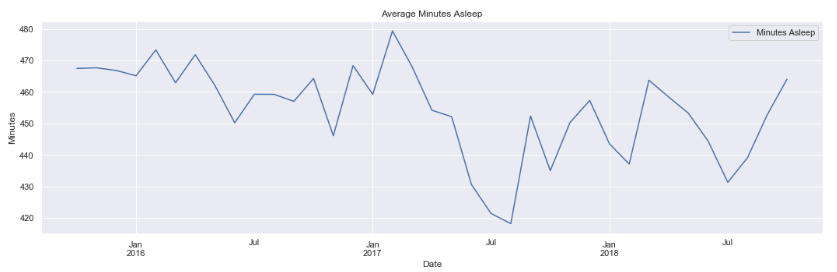 Average Minutes Asleep
Minutes Asleep
480
470
460
450
440
430
420
Minutes
Jan
2016
Jul
Jan
2017
Jul
Jan
2018
Jul
Date